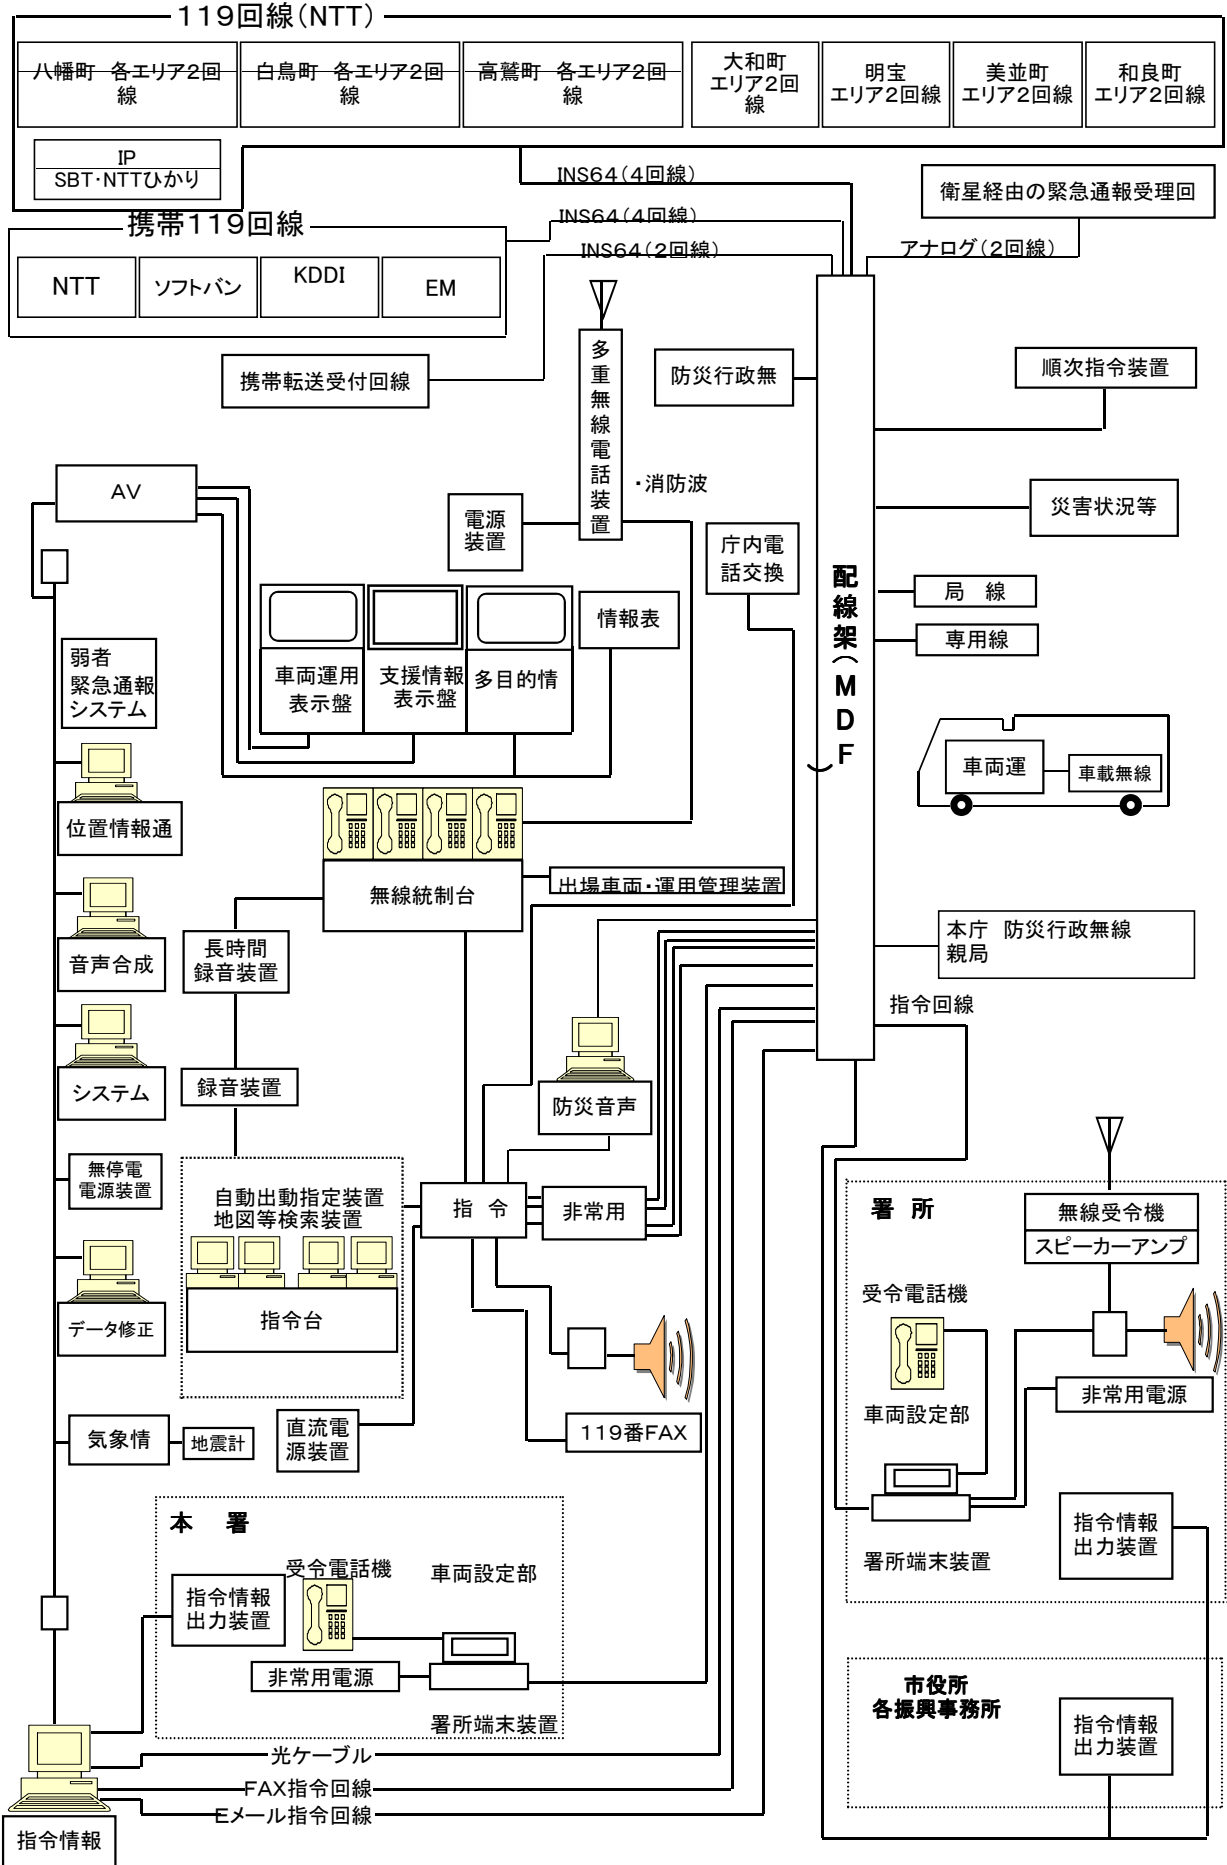 119回線（NTT）
八幡町　各エリア2回
線
白鳥町　各エリア2回
線
高鷲町　各エリア2回
線
大和町
エリア2回
線
明宝
エリア2回線
美並町
エリア2回線
和良町
エリア2回線
IP
SBT・NTTひかり
INS64（4回線）
衛星経由の緊急通報受理回
携帯119回線
INS64（4回線）
INS64（2回線）
アナログ（2回線）
NTT
ソフトバン
KDDI
EM
多重無線電話装置
防災行政無
順次指令装置
携帯転送受付回線
・消防波
AV
電源
装置
災害状況等
庁内電
話交換
配線架（MDF）
局　線
専用線
情報表
車両運用
表示盤
支援情報
表示盤
多目的情
弱者
緊急通報
システム
車両運
車載無線
位置情報通
無線統制台
出場車両・運用管理装置
本庁　防災行政無線
親局
長時間
録音装置
音声合成
指令回線
録音装置
システム
防災音声
無停電
電源装置
自動出動指定装置
地図等検索装置
指　令
非常用
署　所
無線受令機
スピーカーアンプ
受令電話機
データ修正
指令台
車両設定部
非常用電源
気象情
地震計
直流電
源装置
119番FAX
本　署
指令情報
出力装置
署所端末装置
受令電話機
車両設定部
指令情報
出力装置
非常用電源
署所端末装置
市役所
各振興事務所
指令情報
出力装置
光ケーブル
FAX指令回線
Eメール指令回線
指令情報